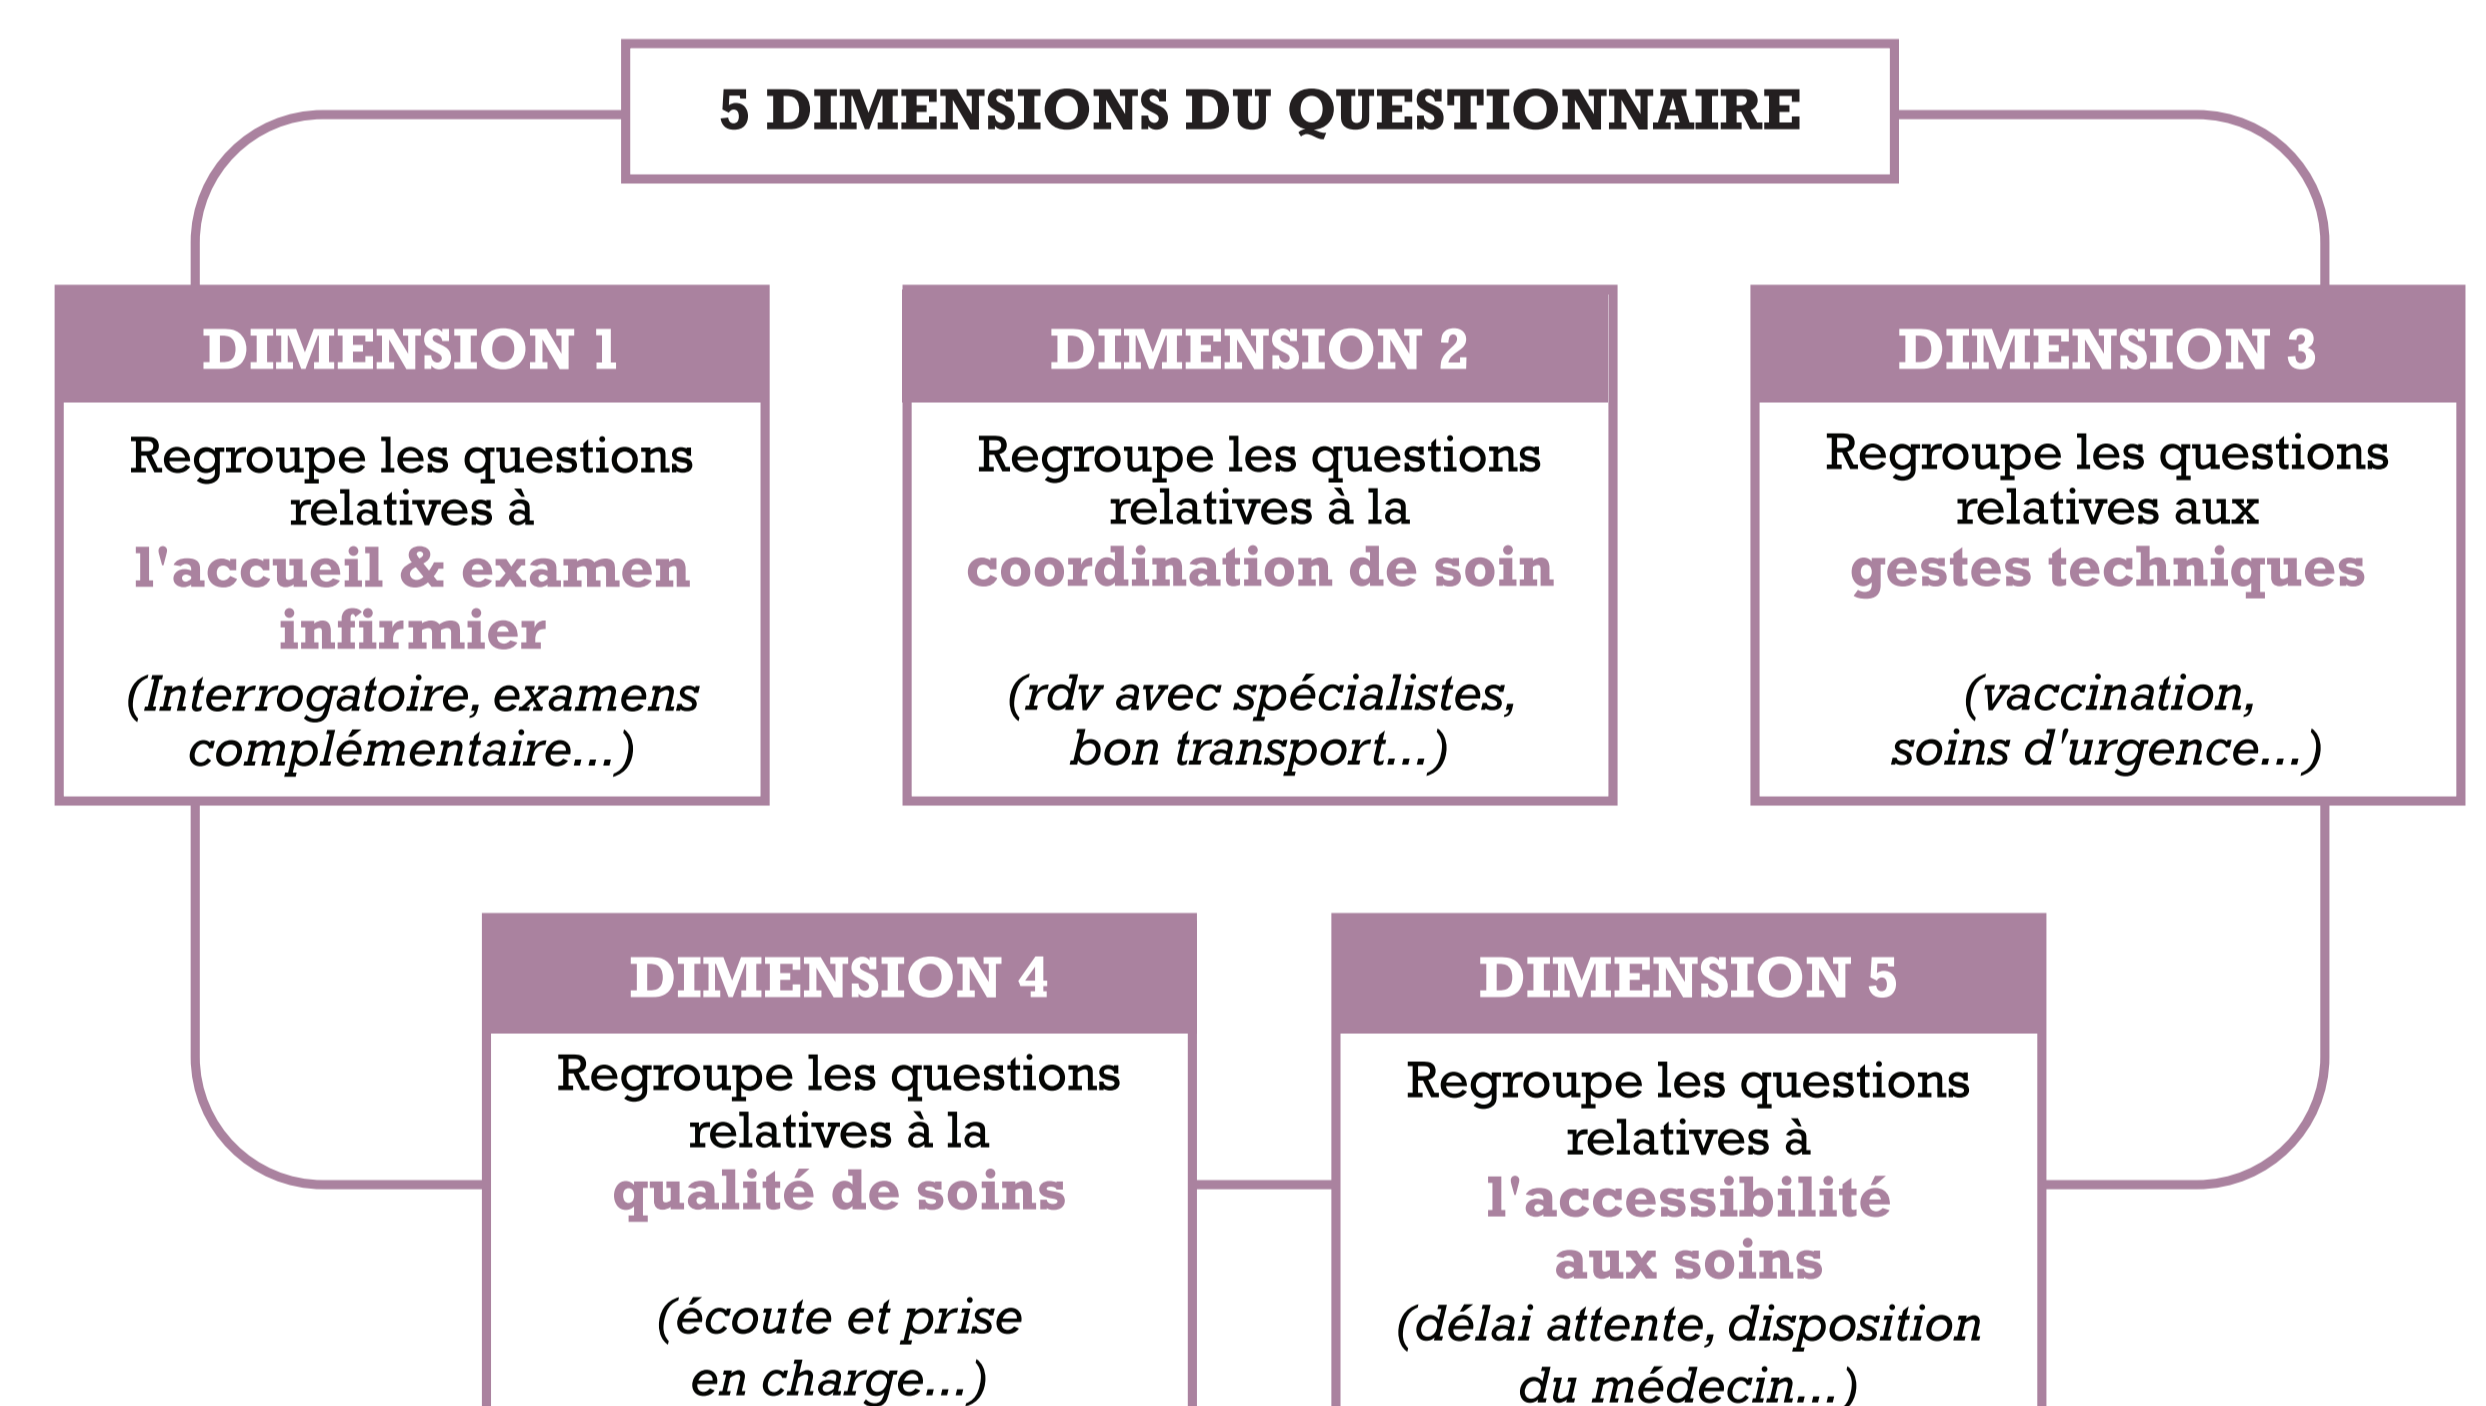 5 DIMENSIONS DU QUESTIONNAIRE
DIMENSION 1
Regroupe les questions
relatives à
l'accueil & examen
infirmier
(Interrogatoire, examens
complémentaire...)
DIMENSION 2
Regroupe les questions
relatives à la
coordination de soin
(rdv avec spécialistes,
bon transport...)
DIMENSION 3
Regroupe les questions
relatives aux
gestes techniques
(vaccination,
soins d'urgence...)
DIMENSION 4
Regroupe les questions
relatives à la
qualité de soins
(écoute et prise
en charge...)
DIMENSION 5
Regroupe les questions
relatives à
l'accessibilité
aux soins
(délai attente, disposition
du médecin...)